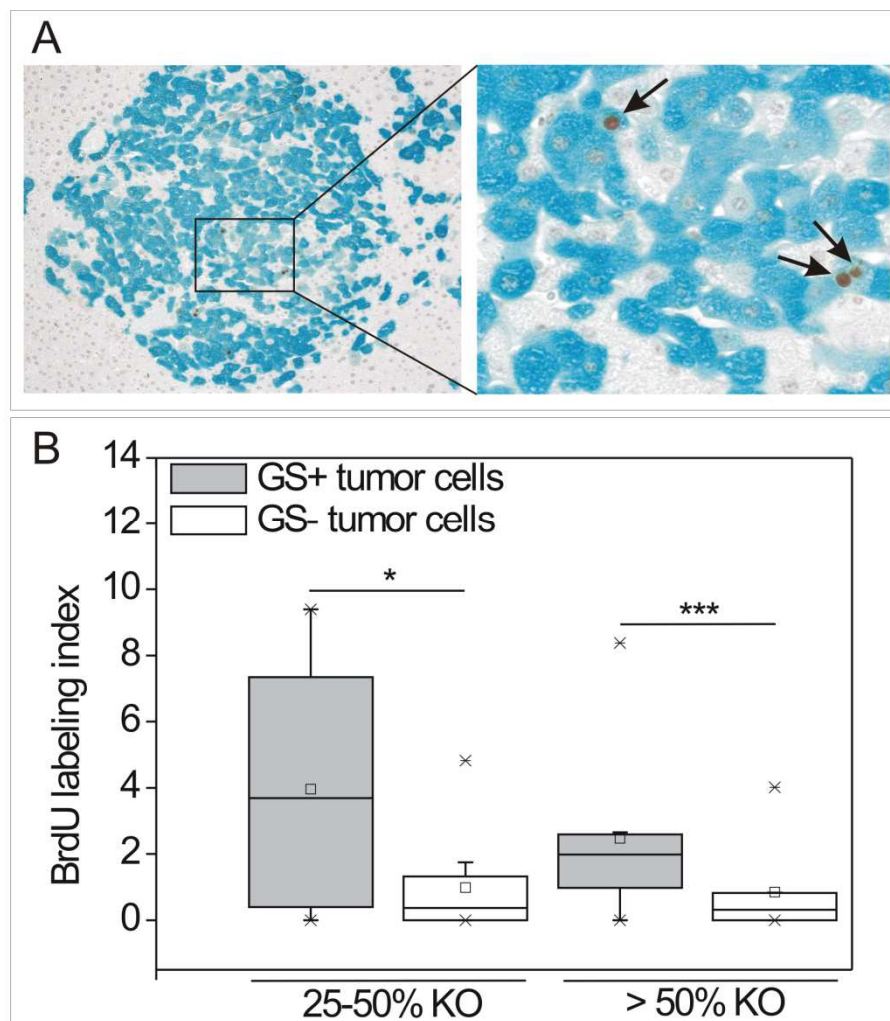 A
B
14
GS+ tumor cells
GS- tumor cells
12
10
8
6
4
2
0
BrdU labeling index
*
***
25-50% KO
> 50% KO